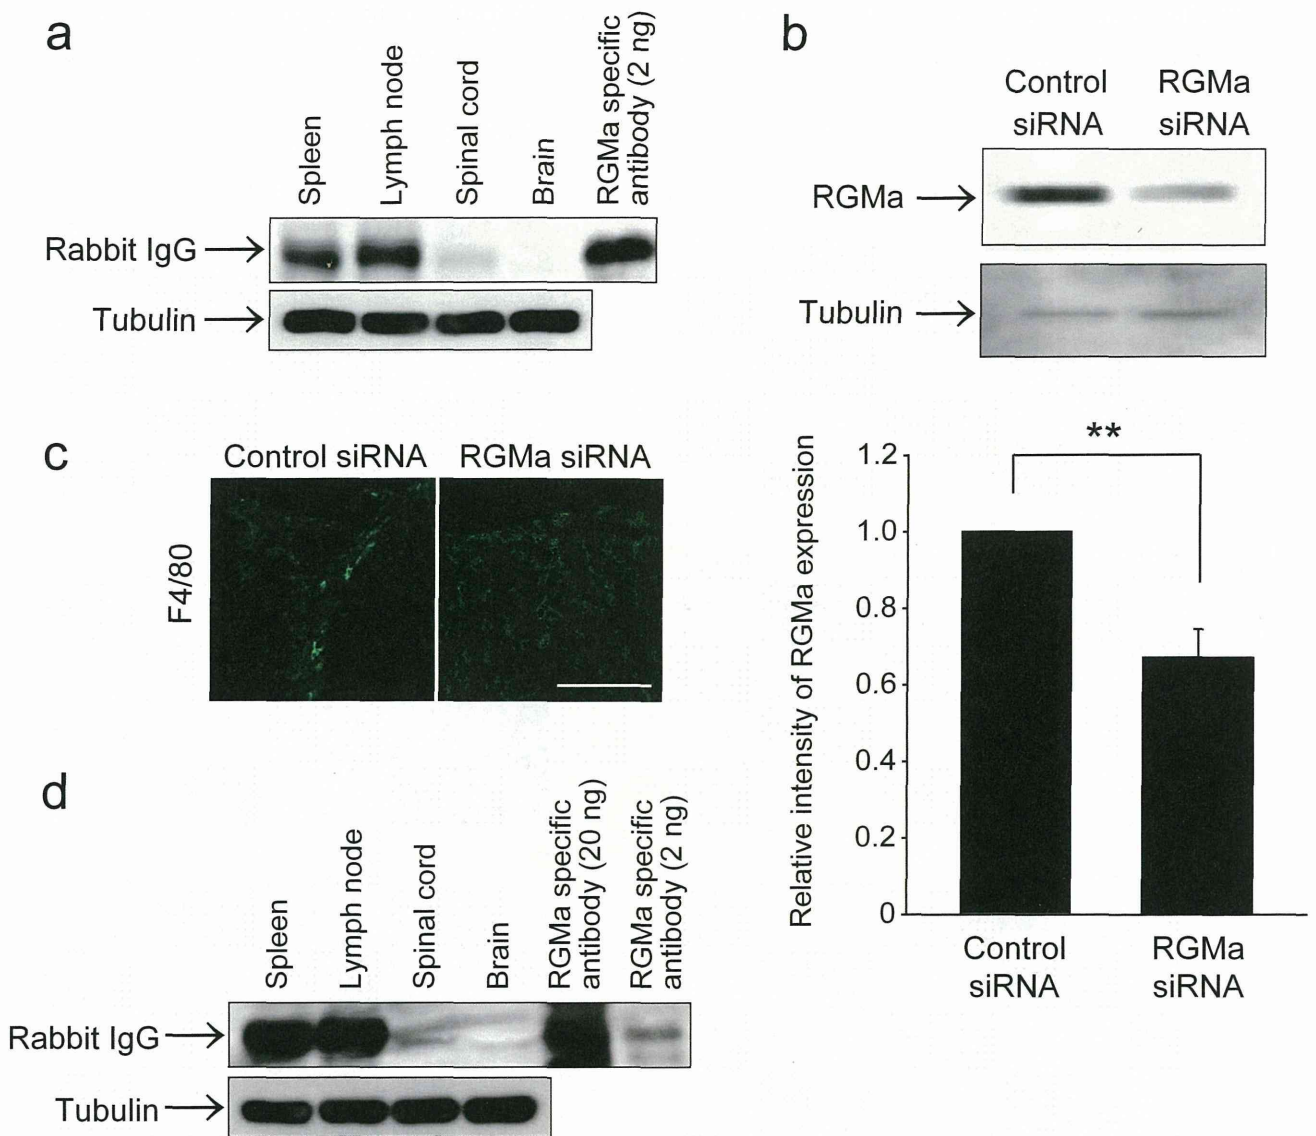 a
Spleen
Lymph node
Spinal cord
Brain
RGMa specific
antibody (2 ng)
Rabbit IgG
Tubulin
b
Control
siRNA
RGMa
siRNA
RGMa
Tubulin
**
Relative intensity of RGMa expression
1.2
1.0
0.8
0.6
0.4
0.2
0
Control
siRNA
RGMa
siRNA
c
Control siRNA
RGMa siRNA
F4/80
d
Spleen
Lymph node
Spinal cord
Brain
RGMa specific
antibody (20 ng)
RGMa specific
antibody (2 ng)
Rabbit IgG
Tubulin